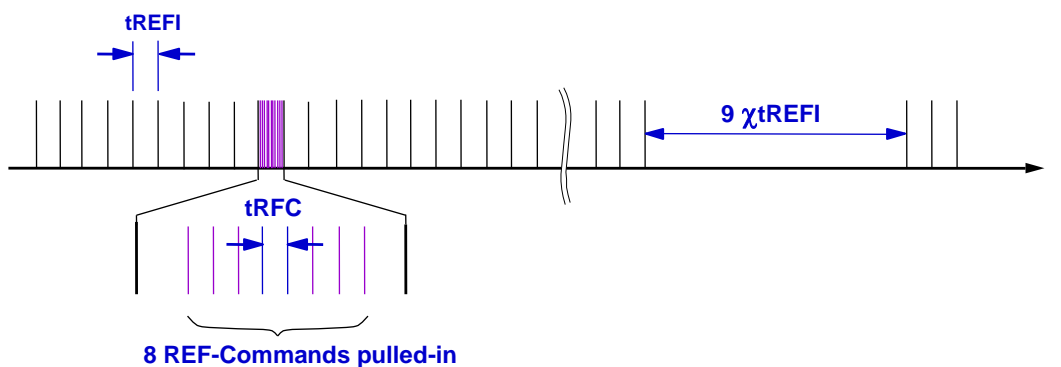 tREFI
9 χtREFI
tRFC
8 REF-Commands pulled-in